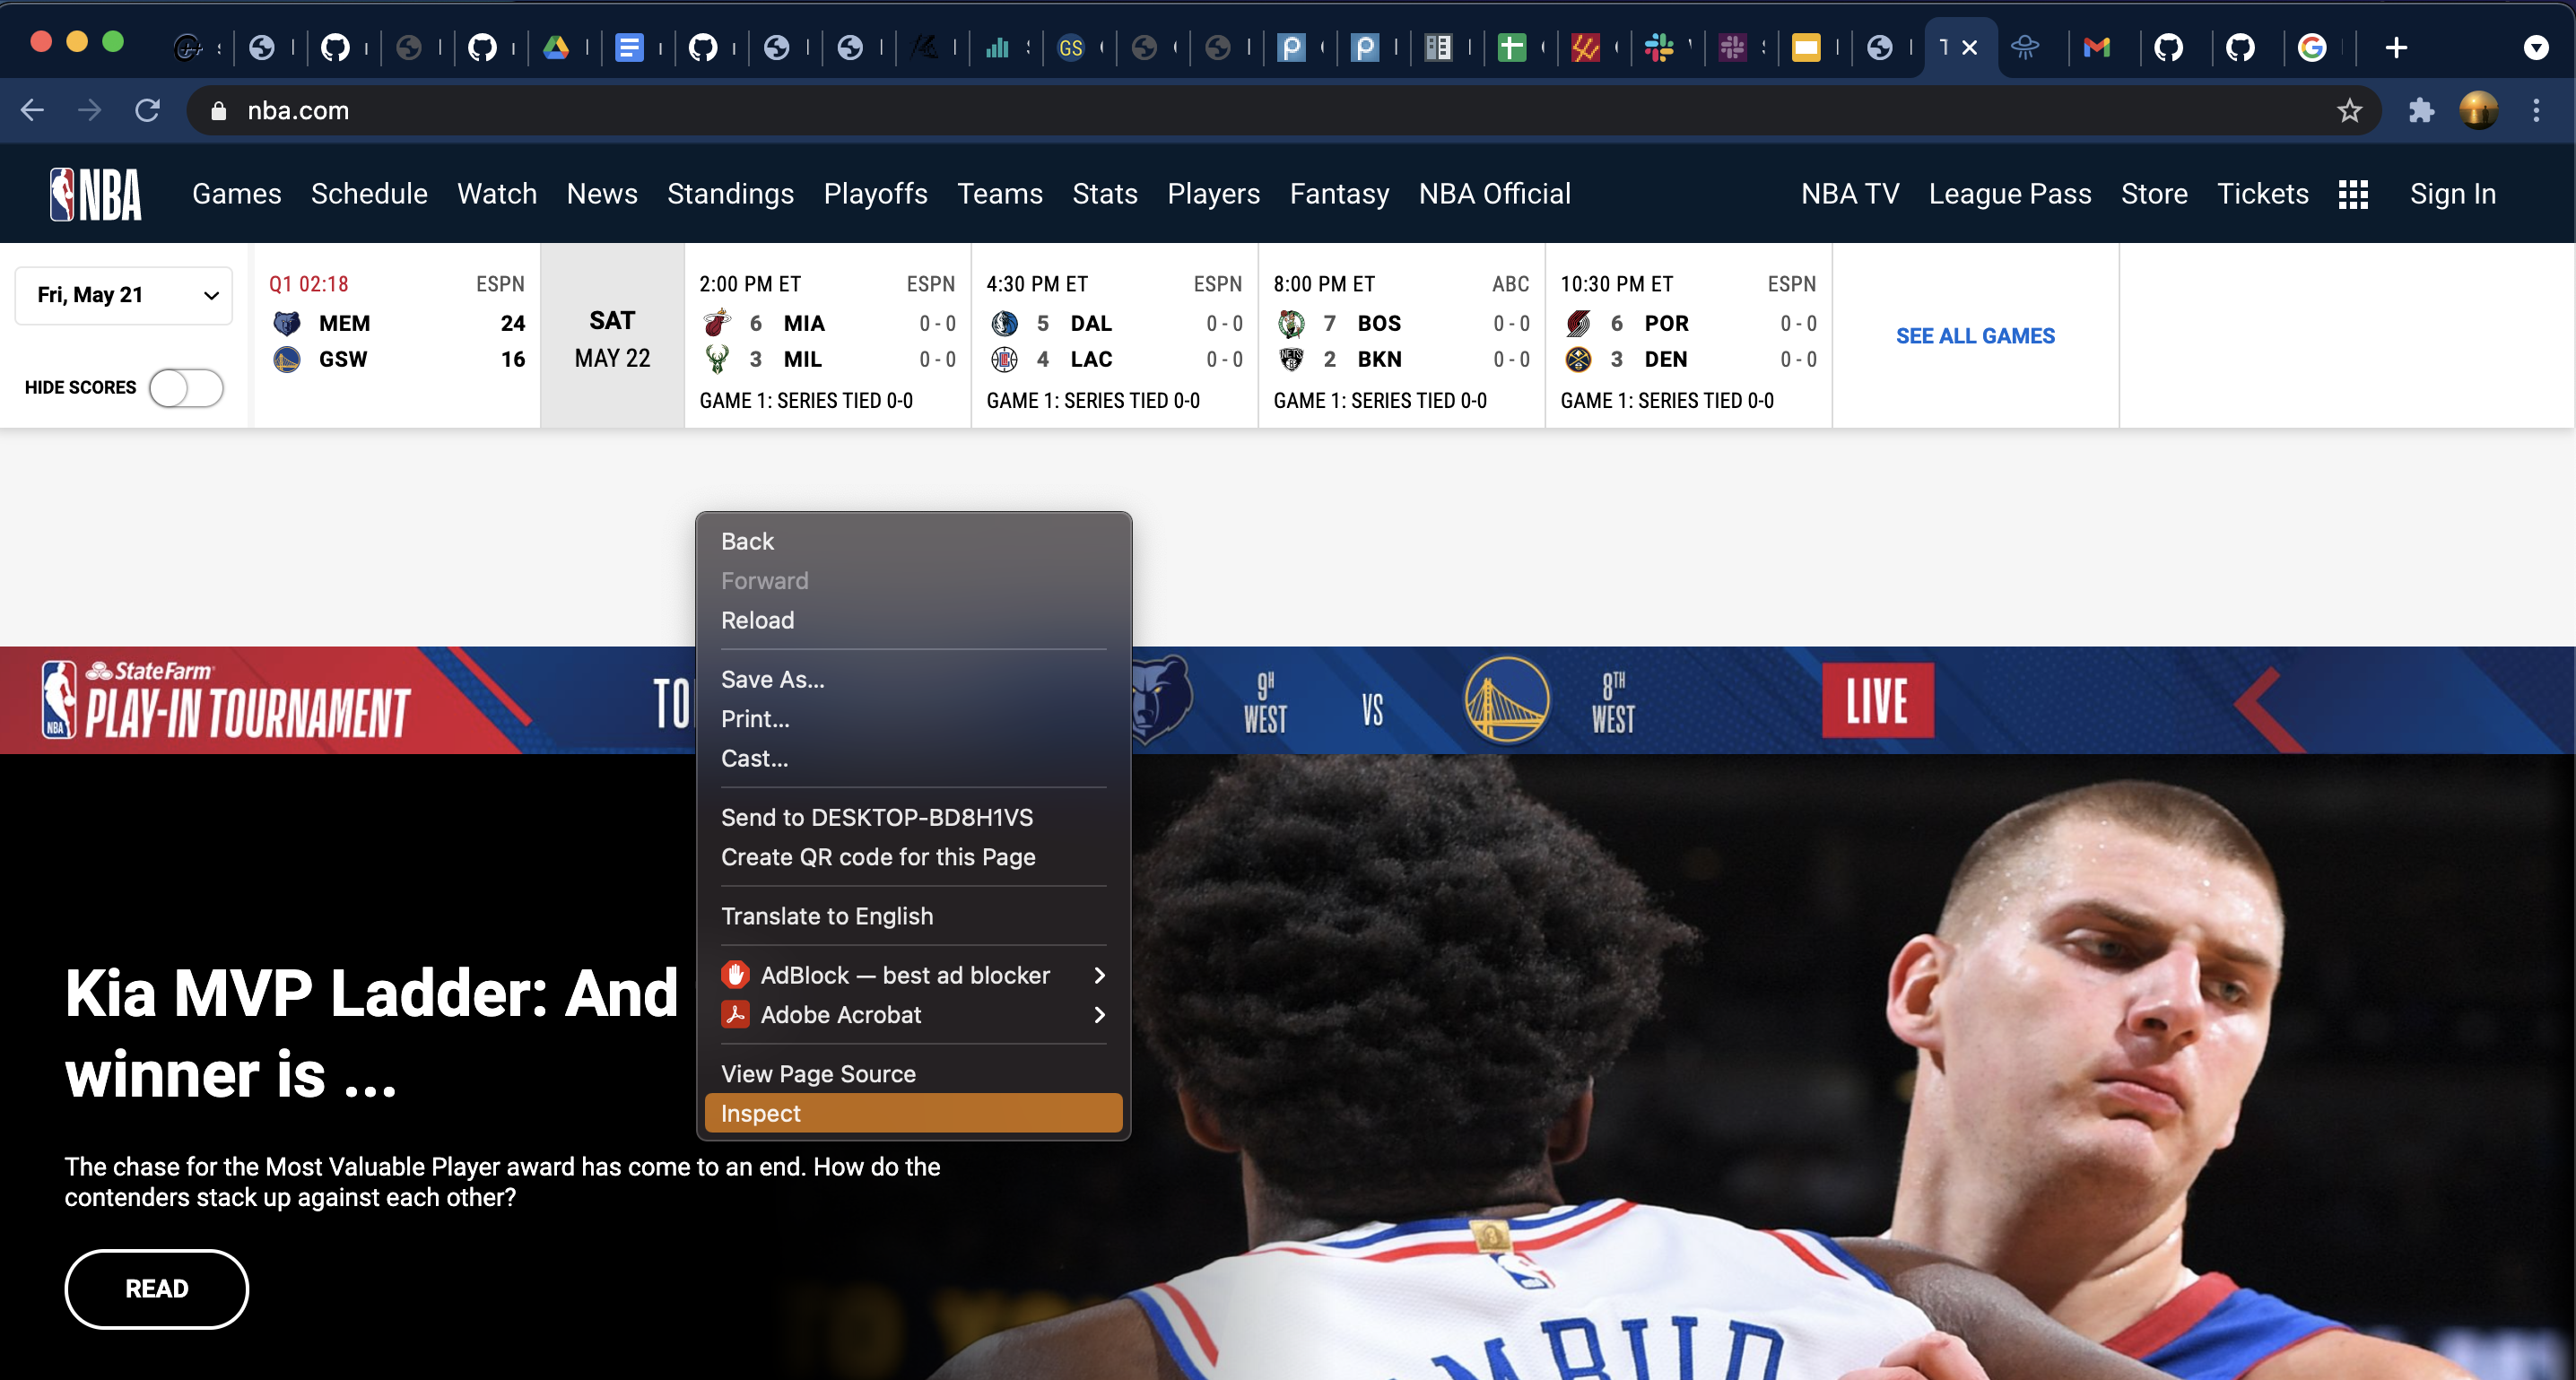 GS
nba.com
NBA
Games Schedule Watch News Standings Playoffs Teams Stats Players Fantasy NBA Official NBA TV League Pass Store Tickets Sign In
Fri, May 21
HIDE SCORES
Q1 02:18 ESPN
MEM 24
GSW 16
SAT
MAY 22
2:00 PM ET ESPN
6 MIA 0 - 0
3 MIL 0 - 0
GAME 1: SERIES TIED 0-0
4:30 PM ET ESPN
5 DAL 0 - 0
4 LAC 0 - 0
GAME 1: SERIES TIED 0-0
8:00 PM ET ABC
7 BOS 0 - 0
2 BKN 0 - 0
GAME 1: SERIES TIED 0-0
10:30 PM ET ESPN
6 POR 0 - 0
3 DEN 0 - 0
GAME 1: SERIES TIED 0-0
SEE ALL GAMES
Back
Forward
Reload
Save As...
Print...
Cast...
Send to DESKTOP-BD8H1VS
Create QR code for this Page
Translate to English
AdBlock — best ad blocker
Adobe Acrobat
View Page Source
Inspect
NBA
StateFarm
PLAY-IN TOURNAMENT
9TH
WEST
VS
8TH
WEST
LIVE
Kia MVP Ladder: And
winner is ...
The chase for the Most Valuable Player award has come to an end. How do the
contenders stack up against each other?
READ